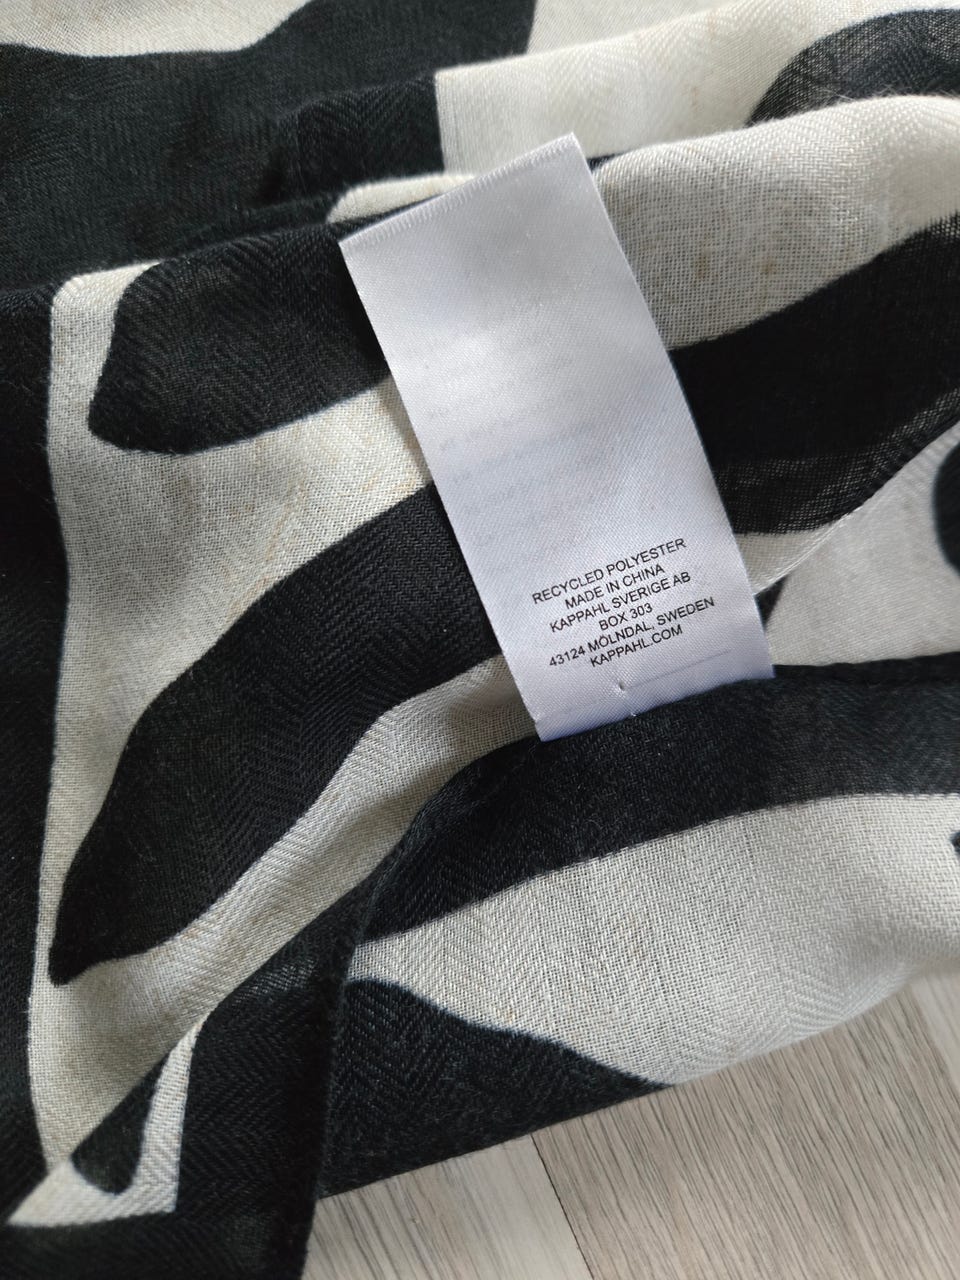 RECYCLED POLYESTER
MADE IN CHINA
KAPPAHL SVERIGE AB
BOX 303
43124 MÖLNDAL, SWEDEN
KAPPAHL.COM